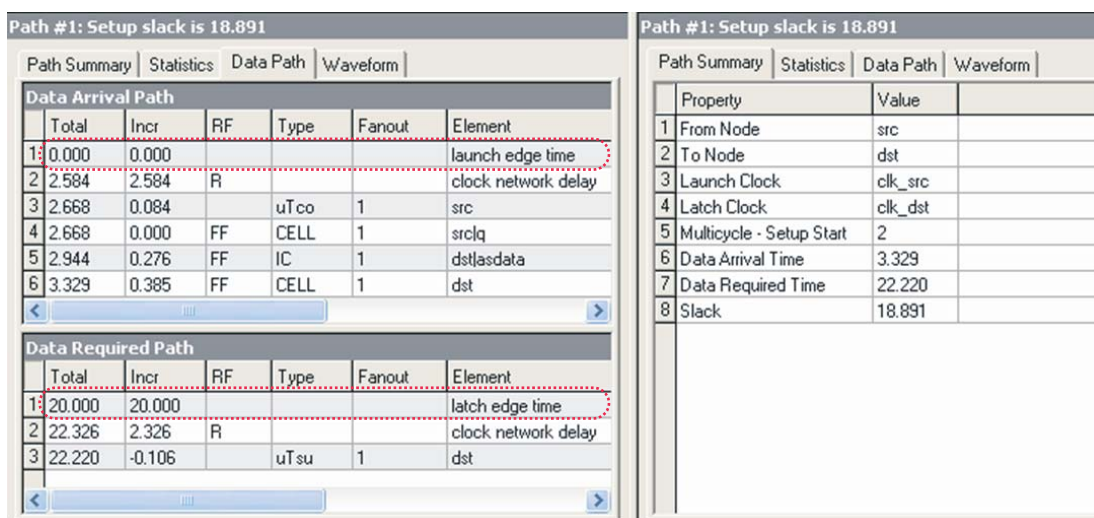 Path #1: Setup slack is 18.891
Path Summary Statistics Data Path Waveform
Data Arrival Path
Total Incr RF Type Fanout Element
1 0.000 0.000 launch edge time
2 2.584 2.584 R clock network delay
3 2.668 0.084 uTco 1 src
4 2.668 0.000 FF CELL 1 src|q
5 2.944 0.276 FF IC 1 dst|asdata
6 3.329 0.385 FF CELL 1 dst
Data Required Path
Total Incr RF Type Fanout Element
1 20.000 20.000 latch edge time
2 22.326 2.326 R clock network delay
3 22.220 -0.106 uTsu 1 dst
Path #1: Setup slack is 18.891
Path Summary Statistics Data Path Waveform
Property Value
1 From Node src
2 To Node dst
3 Launch Clock clk_src
4 Latch Clock clk_dst
5 Multicycle - Setup Start 2
6 Data Arrival Time 3.329
7 Data Required Time 22.220
8 Slack 18.891